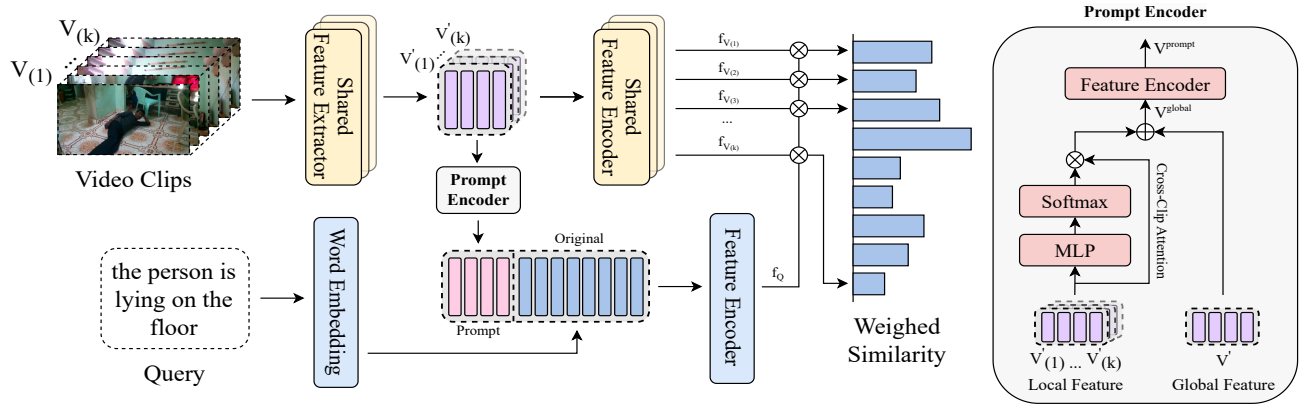 V(k)
V(1)
Video Clips
Shared
Feature Extractor
V'(k)
V'(1)
Shared
Feature Encoder
fV(1)
fV(2)
fV(3)
...
fV(k)
Prompt
Encoder
the person is
lying on the
floor
Query
Word Embedding
Original
Prompt
Feature Encoder
fQ
Weighed
Similarity
Prompt Encoder
Vprompt
Feature Encoder
Vglobal
Softmax
MLP
Cross-Clip Attention
V'(1) ... V'(k)
V'
Local Feature
Global Feature